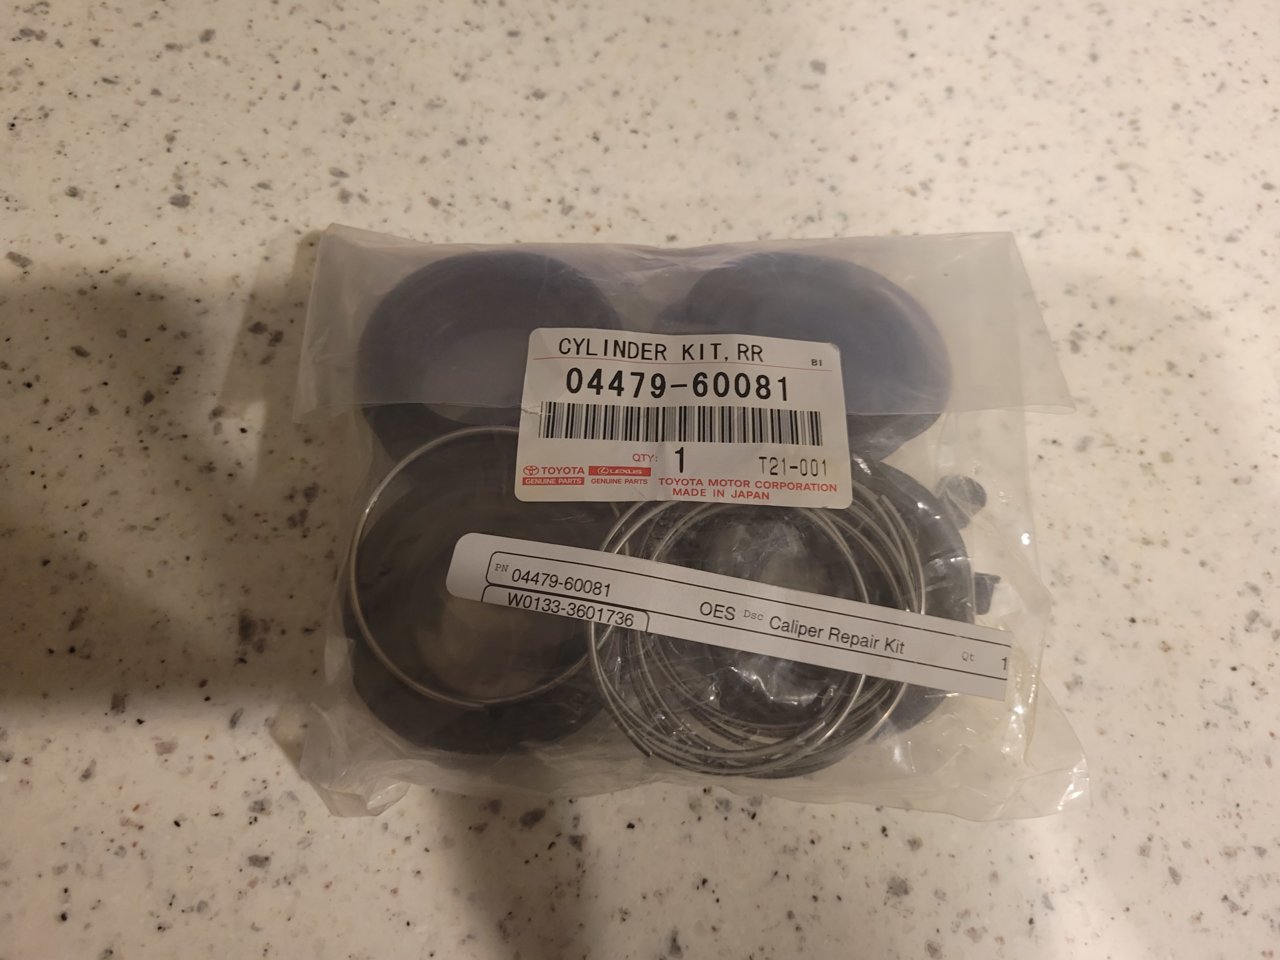 CYLINDER KIT, RR
BI
04479-60081
QTY: 1 T21-001
TOYOTA GENUINE PARTS
LEXUS GENUINE PARTS
TOYOTA MOTOR CORPORATION
MADE IN JAPAN
PN 04479-60081
W0133-3601736
OES Dsc Caliper Repair Kit Qt 1